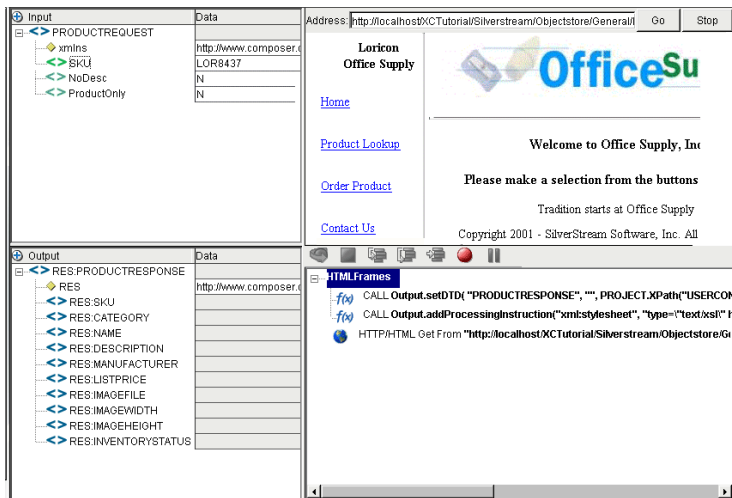 Input Data
PRODUCTREQUEST
xmlns http://www.composer.c
SKU LOR8437
NoDesc N
ProductOnly N
Address: http://localhost/XCTutorial/Silverstream/Objectstore/General/I Go Stop
Loricon
Office Supply
Home
Product Lookup
Order Product
Contact Us
OfficeSu
Welcome to Office Supply, Inc
Please make a selection from the buttons
Tradition starts at Office Supply
Copyright 2001 - SilverStream Software, Inc. All
Output Data
RES:PRODUCTRESPONSE
RES http://www.composer.c
RES:SKU
RES:CATEGORY
RES:NAME
RES:DESCRIPTION
RES:MANUFACTURER
RES:LISTPRICE
RES:IMAGEFILE
RES:IMAGEWIDTH
RES:IMAGEHEIGHT
RES:INVENTORYSTATUS
HTMLFrames
f(x) CALL Output.setDTD( "PRODUCTRESPONSE", "", PROJECT.XPath("USERCON
f(x) CALL Output.addProcessingInstruction("xml:stylesheet", "type=\"text/xsl\" h
HTTP/HTML Get From "http://localhost/XCTutorial/Silverstream/Objectstore/G